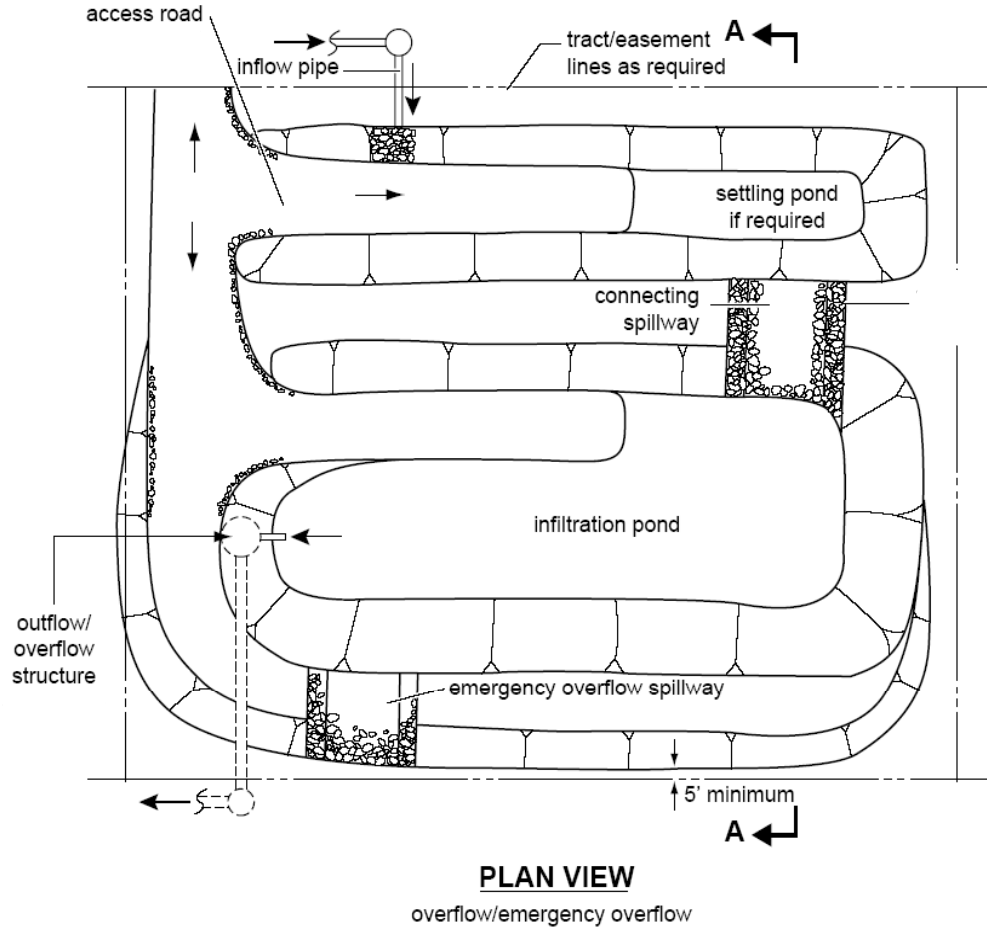 access road
inflow pipe
tract/easement
lines as required
A
settling pond
if required
connecting
spillway
infiltration pond
outflow/
overflow
structure
emergency overflow spillway
5' minimum
A
PLAN VIEW
overflow/emergency overflow